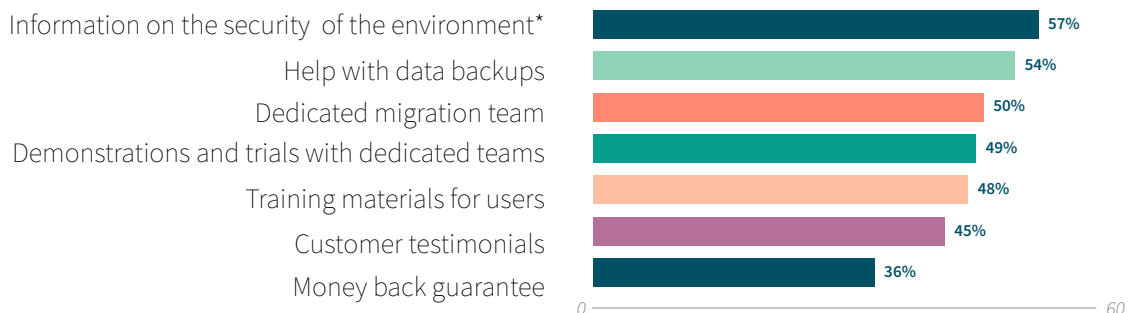 Information on the security  of the environment* 57%
Help with data backups 54%
Dedicated migration team 50%
Demonstrations and trials with dedicated teams 49%
Training materials for users 48%
Customer testimonials 45%
Money back guarantee 36%
0 60